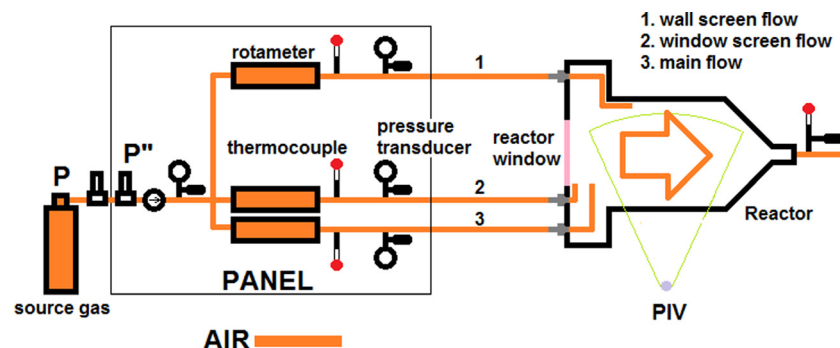 1. wall screen flow
2. window screen flow
3. main flow
rotameter
1
thermocouple
pressure
transducer
reactor
window
P
P"
2
3
Reactor
PANEL
source gas
PIV
AIR